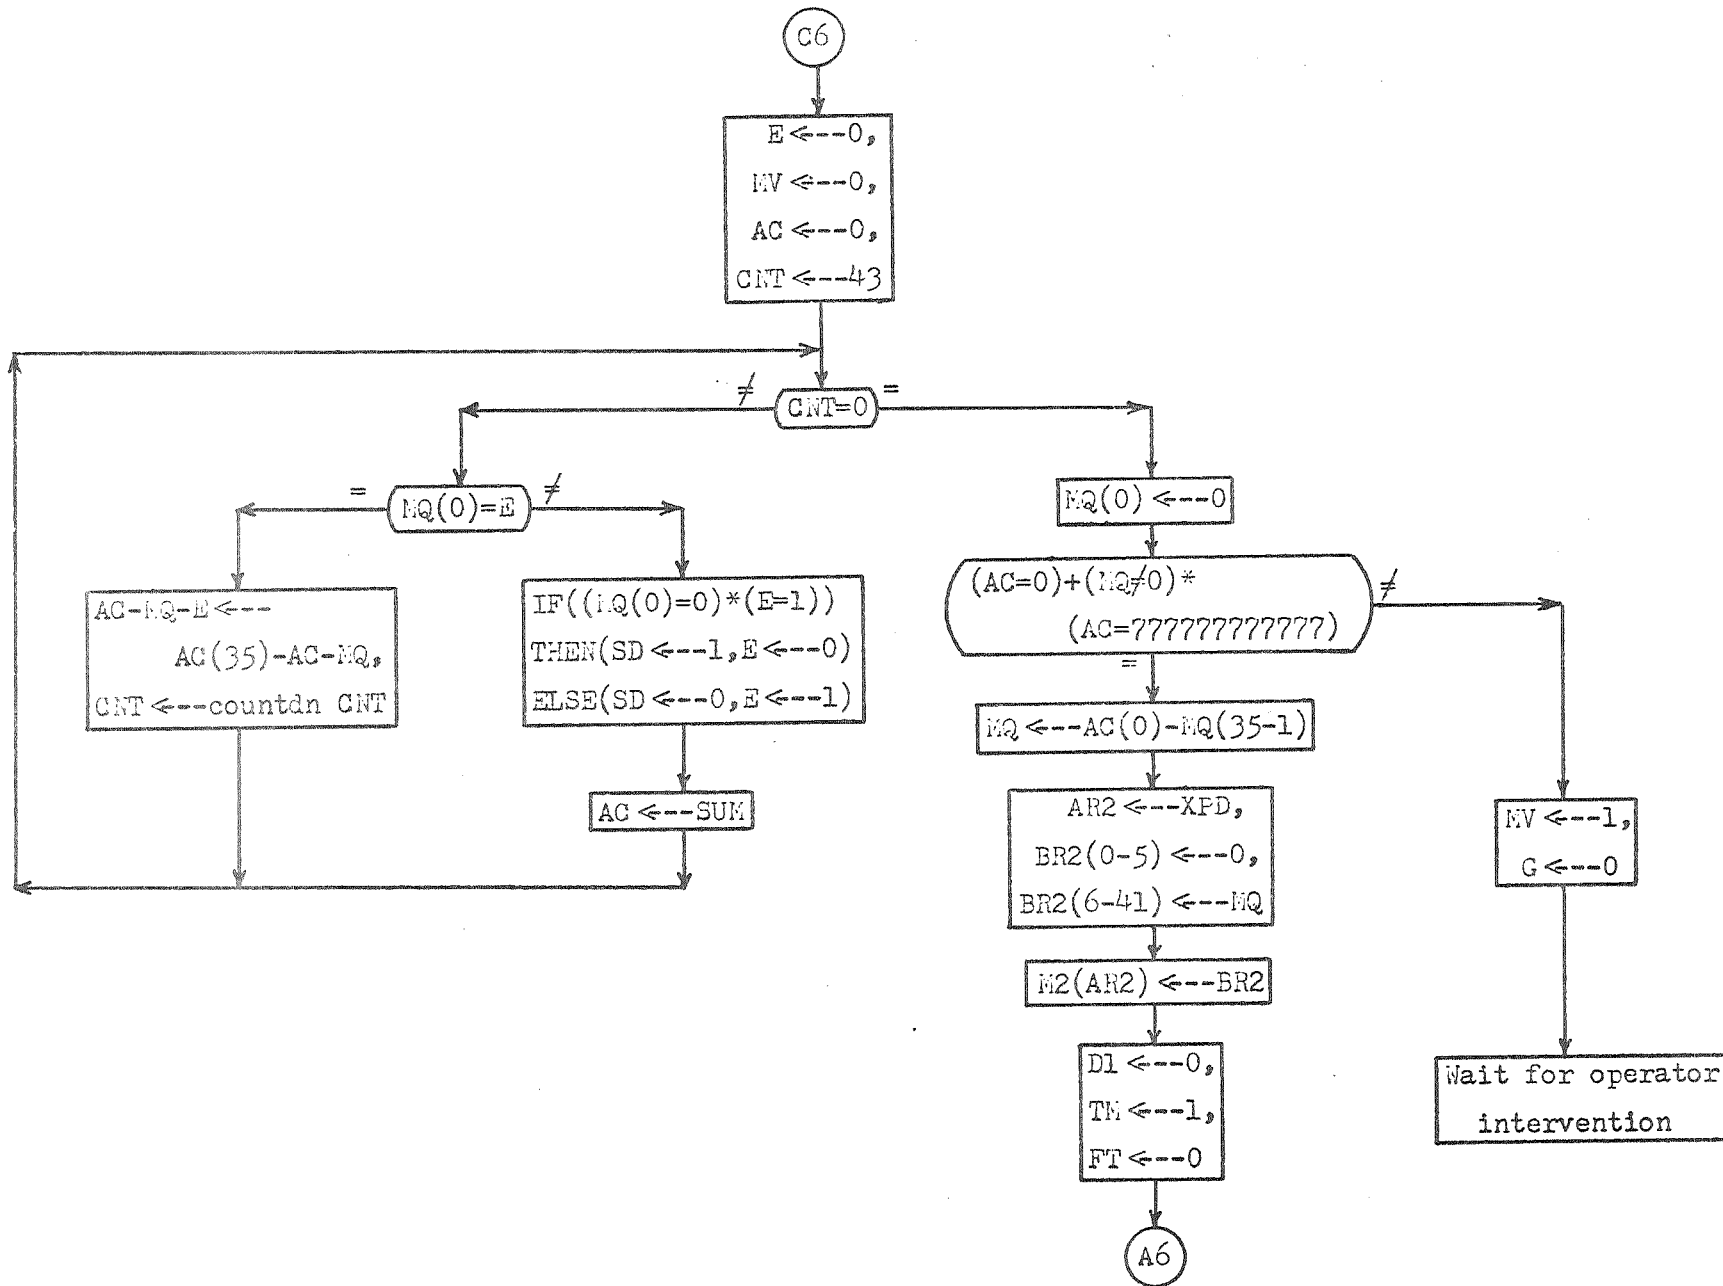 C6
E <---0,
MV <---0,
AC <---0,
CNT <---43
≠ CNT=0 =
= MQ(0)=E ≠
AC-MQ-E <---
AC(35)-AC-MQ,
CNT <---countdn CNT
IF((MQ(0)=0)*(E=1))
THEN(SD <---1,E <---0)
ELSE(SD <---0,E <---1)
AC <---SUM
MQ(0) <---0
(AC=0)+(MQ≠0)*
(AC=777777777777)
≠
=
MQ <---AC(0)-MQ(35-1)
AR2 <---XPD,
BR2(0-5) <---0,
BR2(6-41) <---MQ
M2(AR2) <---BR2
D1 <---0,
TM <---1,
FT <---0
A6
MV <---1,
G <---0
Wait for operator
intervention